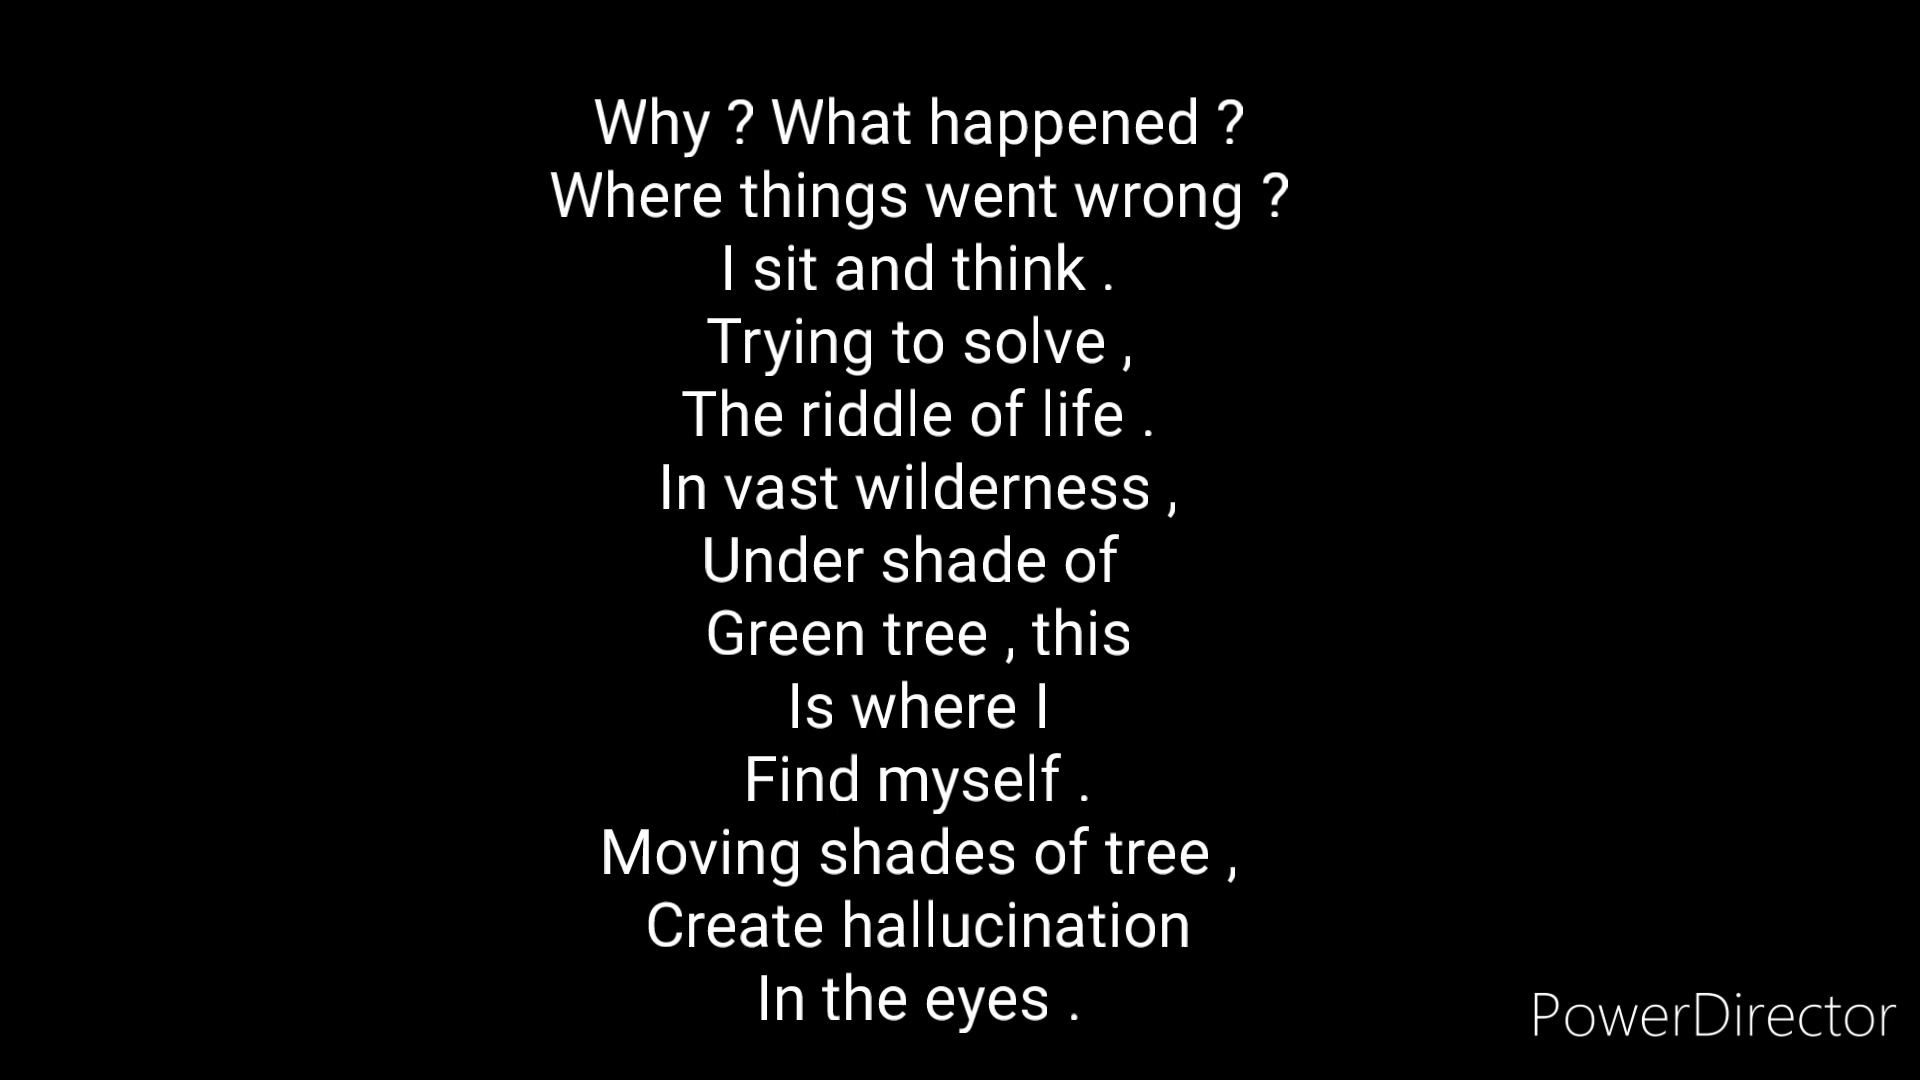 Why ? What happened ?
Where things went wrong ?
I sit and think .
Trying to solve ,
The riddle of life .
In vast wilderness ,
Under shade of
Green tree , this
Is where I
Find myself .
Moving shades of tree ,
Create hallucination
In the eyes .
PowerDirector